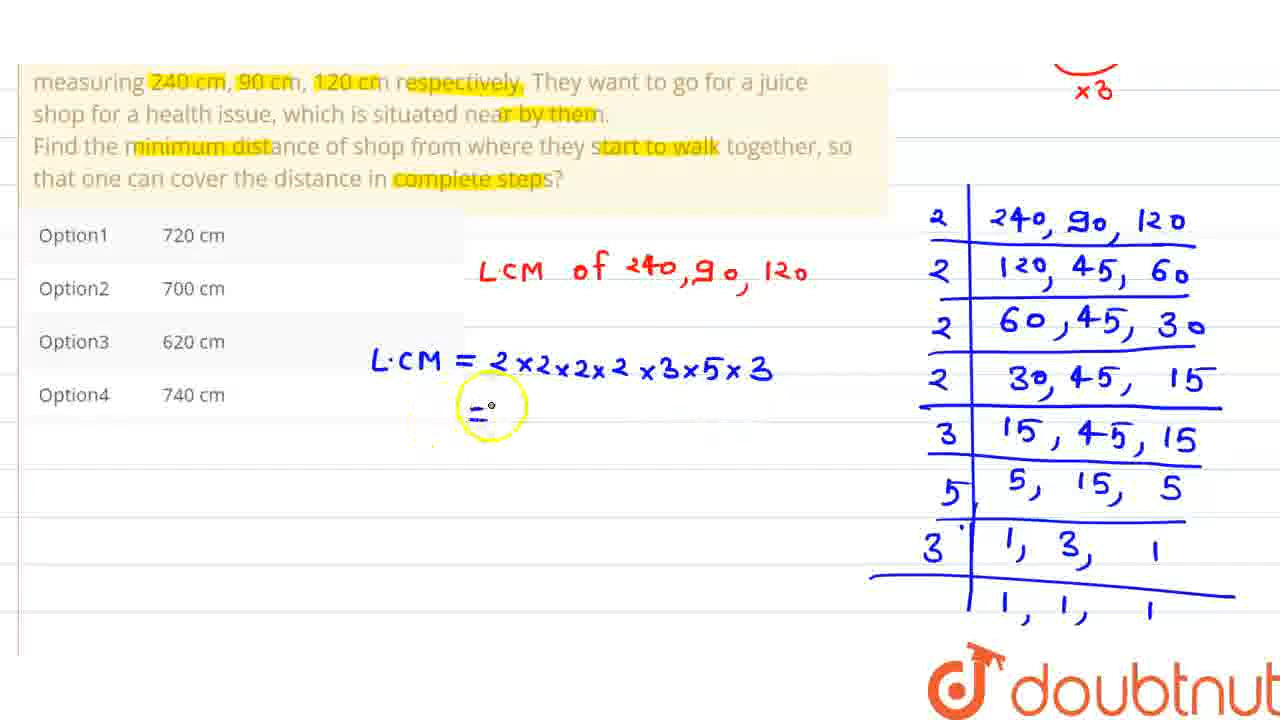 ×3
measuring 240 cm, 90 cm, 120 cm respectively. They want to go for a juice
shop for a health issue, which is situated near by them.
Find the minimum distance of shop from where they start to walk together, so
that one can cover the distance in complete steps?
Option1 720 cm
Option2 700 cm
Option3 620 cm
Option4 740 cm
L.CM of 240, 90, 120
L.CM = 2×2×2×2×3×5×3
=
2 240, 90, 120
2 120, 45, 60
2 60, 45, 30
2 30, 45, 15
3 15, 45, 15
5 5, 15, 5
3 1, 3, 1
1, 1, 1
doubtnut